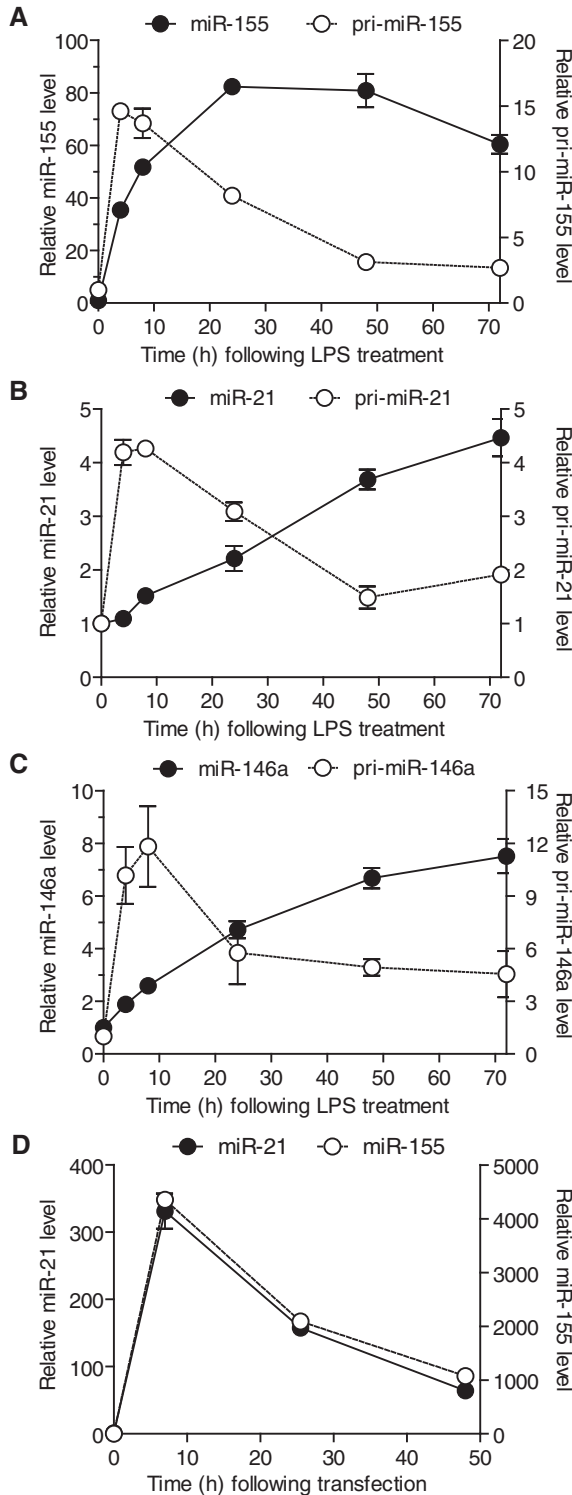 A
miR-155 pri-miR-155
Relative miR-155 level
100
80
60
40
20
0
20
15
10
5
0
Relative pri-miR-155 level
0 10 20 30 40 50 60 70
Time (h) following LPS treatment
B
miR-21 pri-miR-21
Relative miR-21 level
5
4
3
2
1
0
5
4
3
2
1
0
Relative pri-miR-21 level
0 10 20 30 40 50 60 70
Time (h) following LPS treatment
C
miR-146a pri-miR-146a
Relative miR-146a level
10
8
6
4
2
0
15
12
9
6
3
0
Relative pri-miR-146a level
0 10 20 30 40 50 60 70
Time (h) following LPS treatment
D
miR-21 miR-155
Relative miR-21 level
400
300
200
100
0
5000
4000
3000
2000
1000
0
Relative miR-155 level
0 10 20 30 40 50
Time (h) following transfection